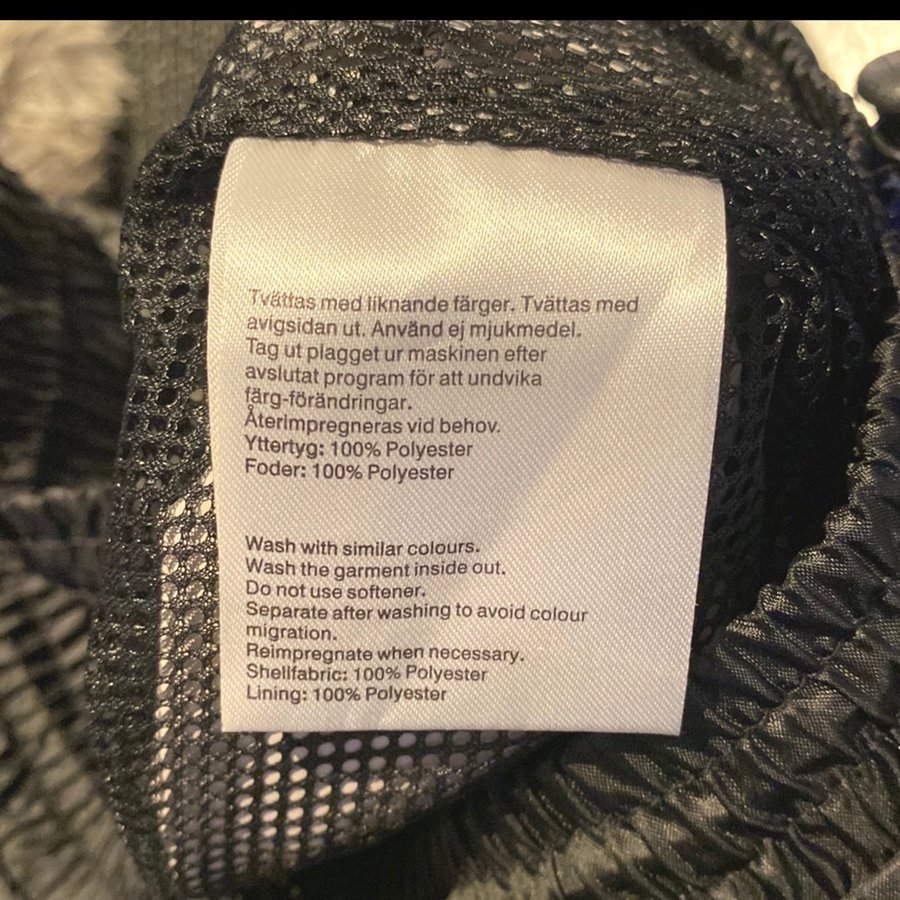 Tvättas med liknande färger. Tvättas med
avigsidan ut. Använd ej mjukmedel.
Tag ut plagget ur maskinen efter
avslutat program för att undvika
färg-förändringar.
Återimpregneras vid behov.
Yttertyg: 100% Polyester
Foder: 100% Polyester
Wash with similar colours.
Wash the garment inside out.
Do not use softener.
Separate after washing to avoid colour
migration.
Reimpregnate when necessary.
Shellfabric: 100% Polyester
Lining: 100% Polyester